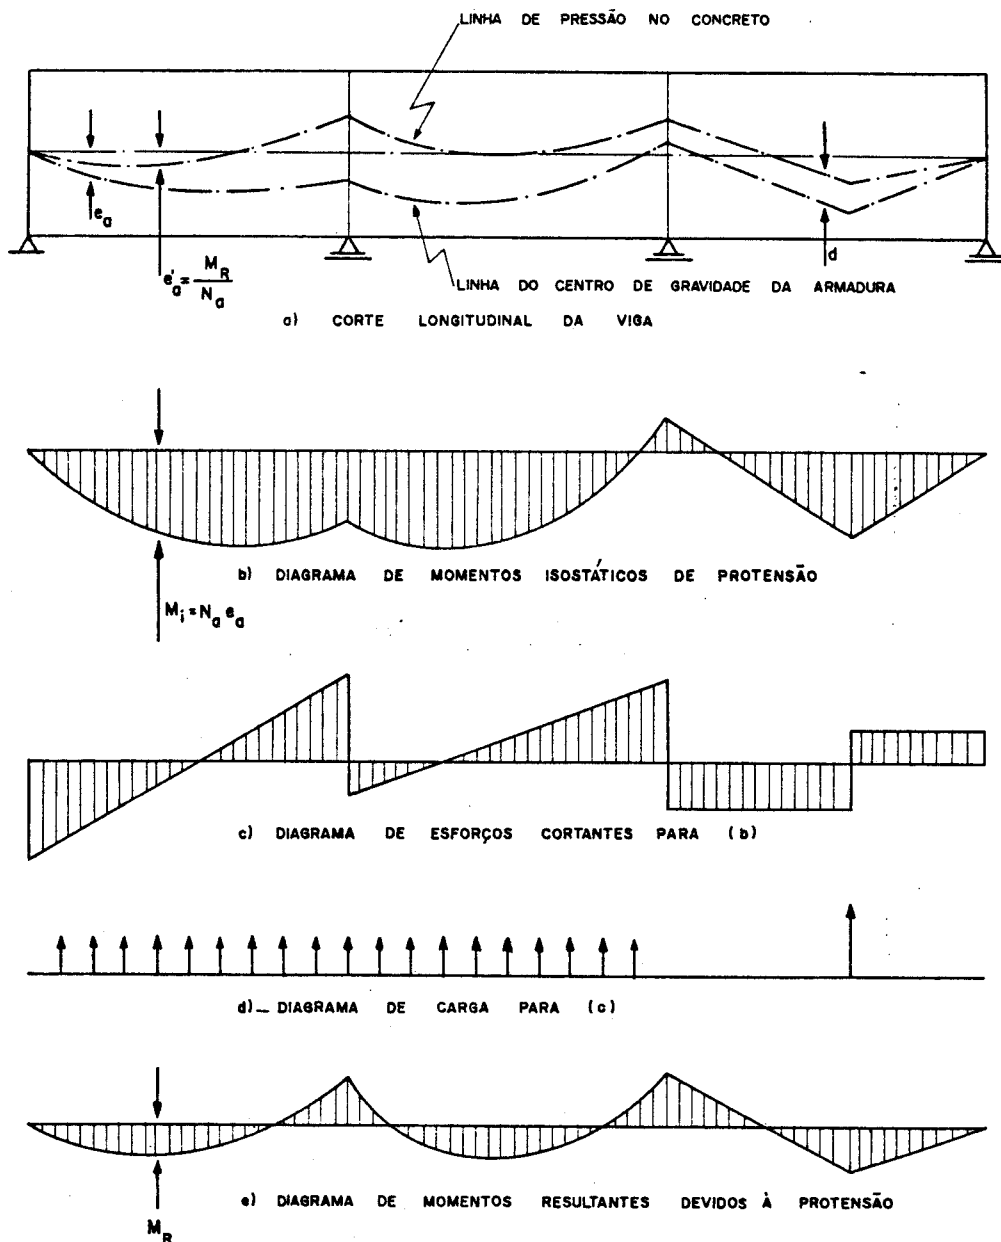 LINHA DE PRESSÃO NO CONCRETO
e_a
e'_a = M_R / N_a
d
LINHA DO CENTRO DE GRAVIDADE DA ARMADURA
a) CORTE LONGITUDINAL DA VIGA
b) DIAGRAMA DE MOMENTOS ISOSTÁTICOS DE PROTENSÃO
M_i = N_a e_a
c) DIAGRAMA DE ESFORÇOS CORTANTES PARA (b)
d)_ DIAGRAMA DE CARGA PARA (c)
e) DIAGRAMA DE MOMENTOS RESULTANTES DEVIDOS À PROTENSÃO
M_R